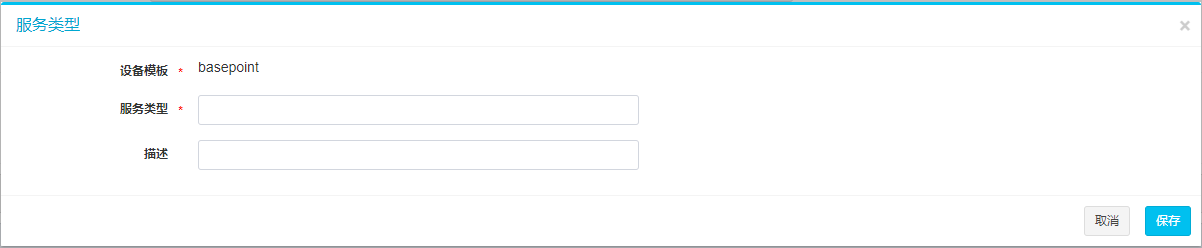 服务类型
×
设备模板 * basepoint
服务类型 *
描述
取消 保存